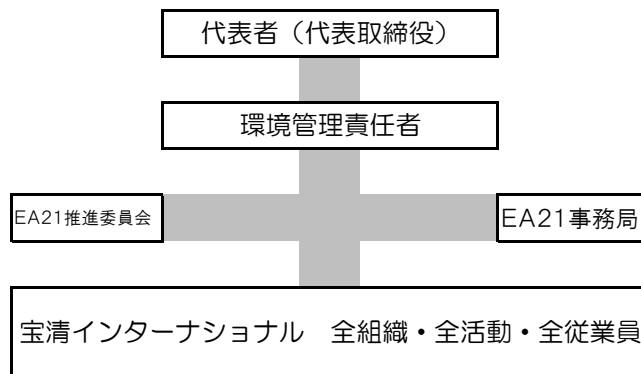 代表者（代表取締役）
環境管理責任者
EA21推進委員会
EA21事務局
宝清インターナショナル　全組織・全活動・全従業員